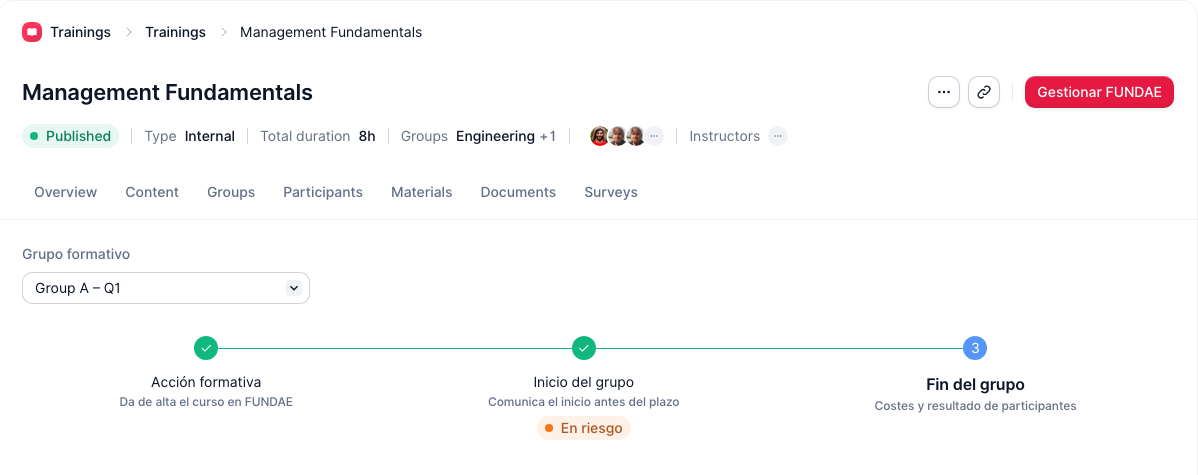 Trainings > Trainings > Management Fundamentals
Management Fundamentals
Gestionar FUNDAE
Published Type Internal Total duration 8h Groups Engineering +1 Instructors
Overview Content Groups Participants Materials Documents Surveys
Grupo formativo
Group A – Q1
3
Acción formativa Inicio del grupo Fin del grupo
Da de alta el curso en FUNDAE Comunica el inicio antes del plazo Costes y resultado de participantes
En riesgo